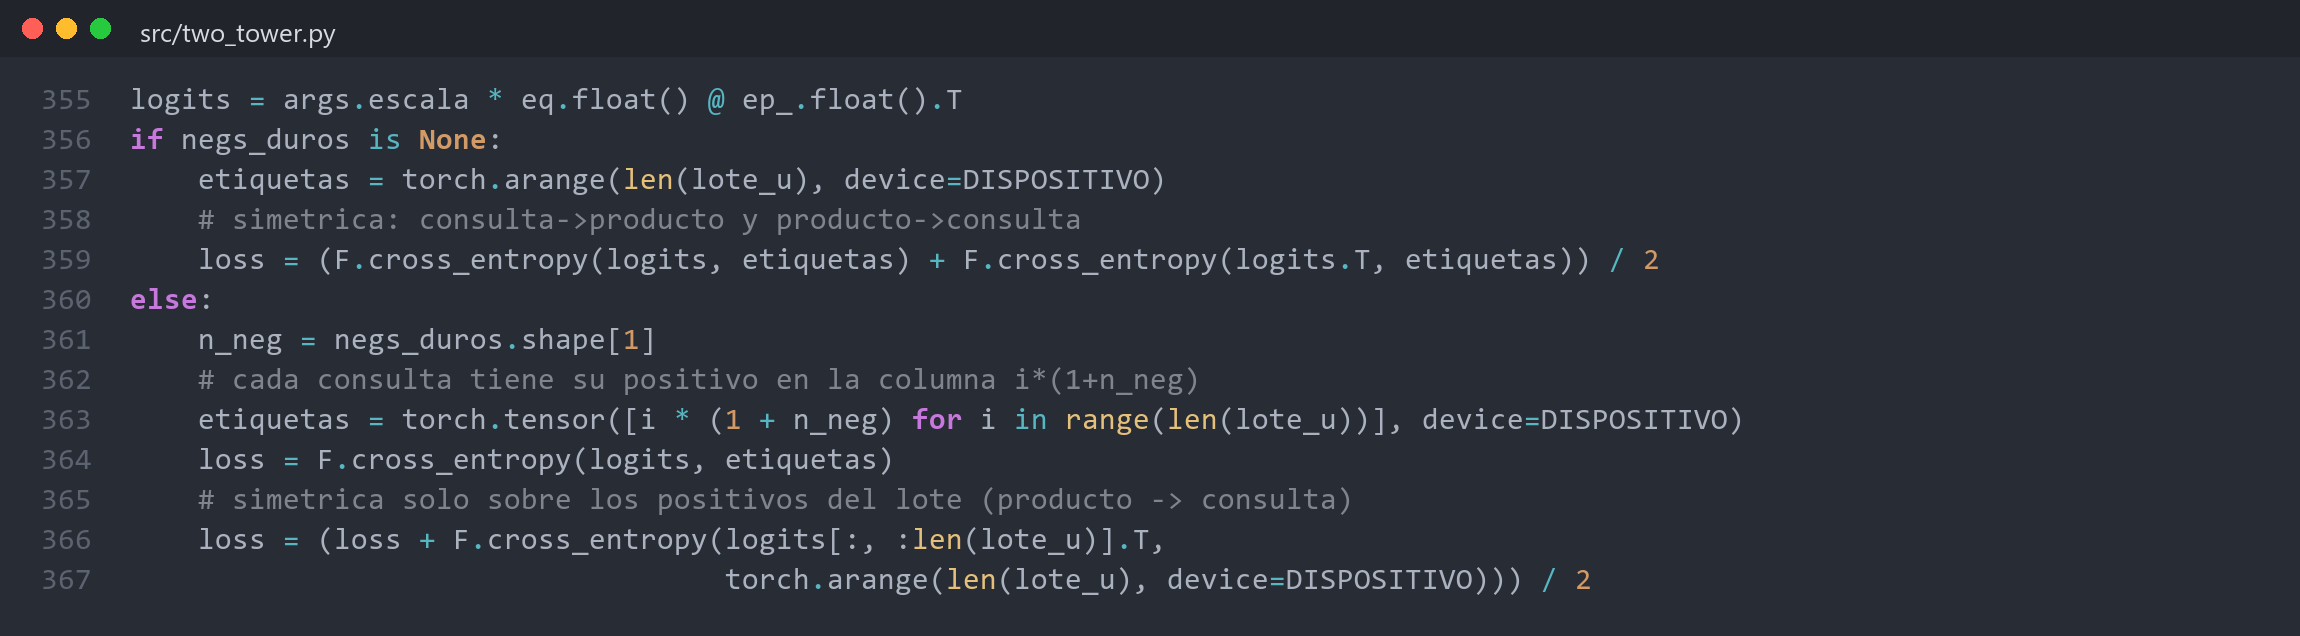 src/two_tower.py
355 logits = args.escala * eq.float() @ ep_.float().T
356 if negs_duros is None:
357     etiquetas = torch.arange(len(lote_u), device=DISPOSITIVO)
358     # simetrica: consulta->producto y producto->consulta
359     loss = (F.cross_entropy(logits, etiquetas) + F.cross_entropy(logits.T, etiquetas)) / 2
360 else:
361     n_neg = negs_duros.shape[1]
362     # cada consulta tiene su positivo en la columna i*(1+n_neg)
363     etiquetas = torch.tensor([i * (1 + n_neg) for i in range(len(lote_u))], device=DISPOSITIVO)
364     loss = F.cross_entropy(logits, etiquetas)
365     # simetrica solo sobre los positivos del lote (producto -> consulta)
366     loss = (loss + F.cross_entropy(logits[:, :len(lote_u)].T,
367                                    torch.arange(len(lote_u), device=DISPOSITIVO))) / 2